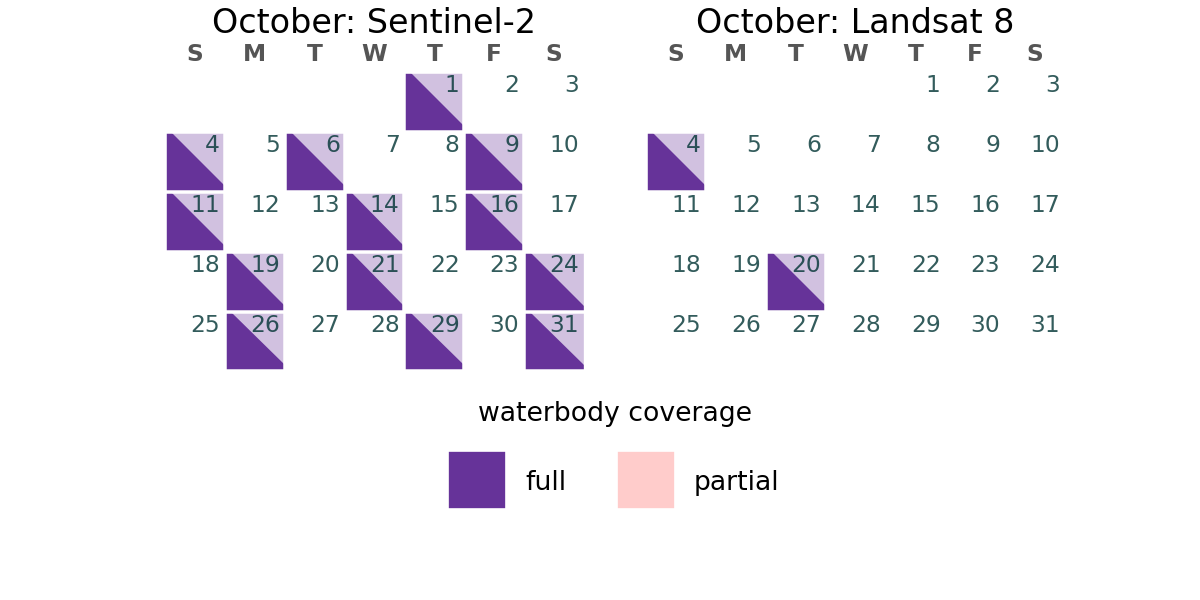 October: Sentinel-2
S M T W T F S
1 2 3
4 5 6 7 8 9 10
11 12 13 14 15 16 17
18 19 20 21 22 23 24
25 26 27 28 29 30 31
October: Landsat 8
S M T W T F S
1 2 3
4 5 6 7 8 9 10
11 12 13 14 15 16 17
18 19 20 21 22 23 24
25 26 27 28 29 30 31
waterbody coverage
full partial